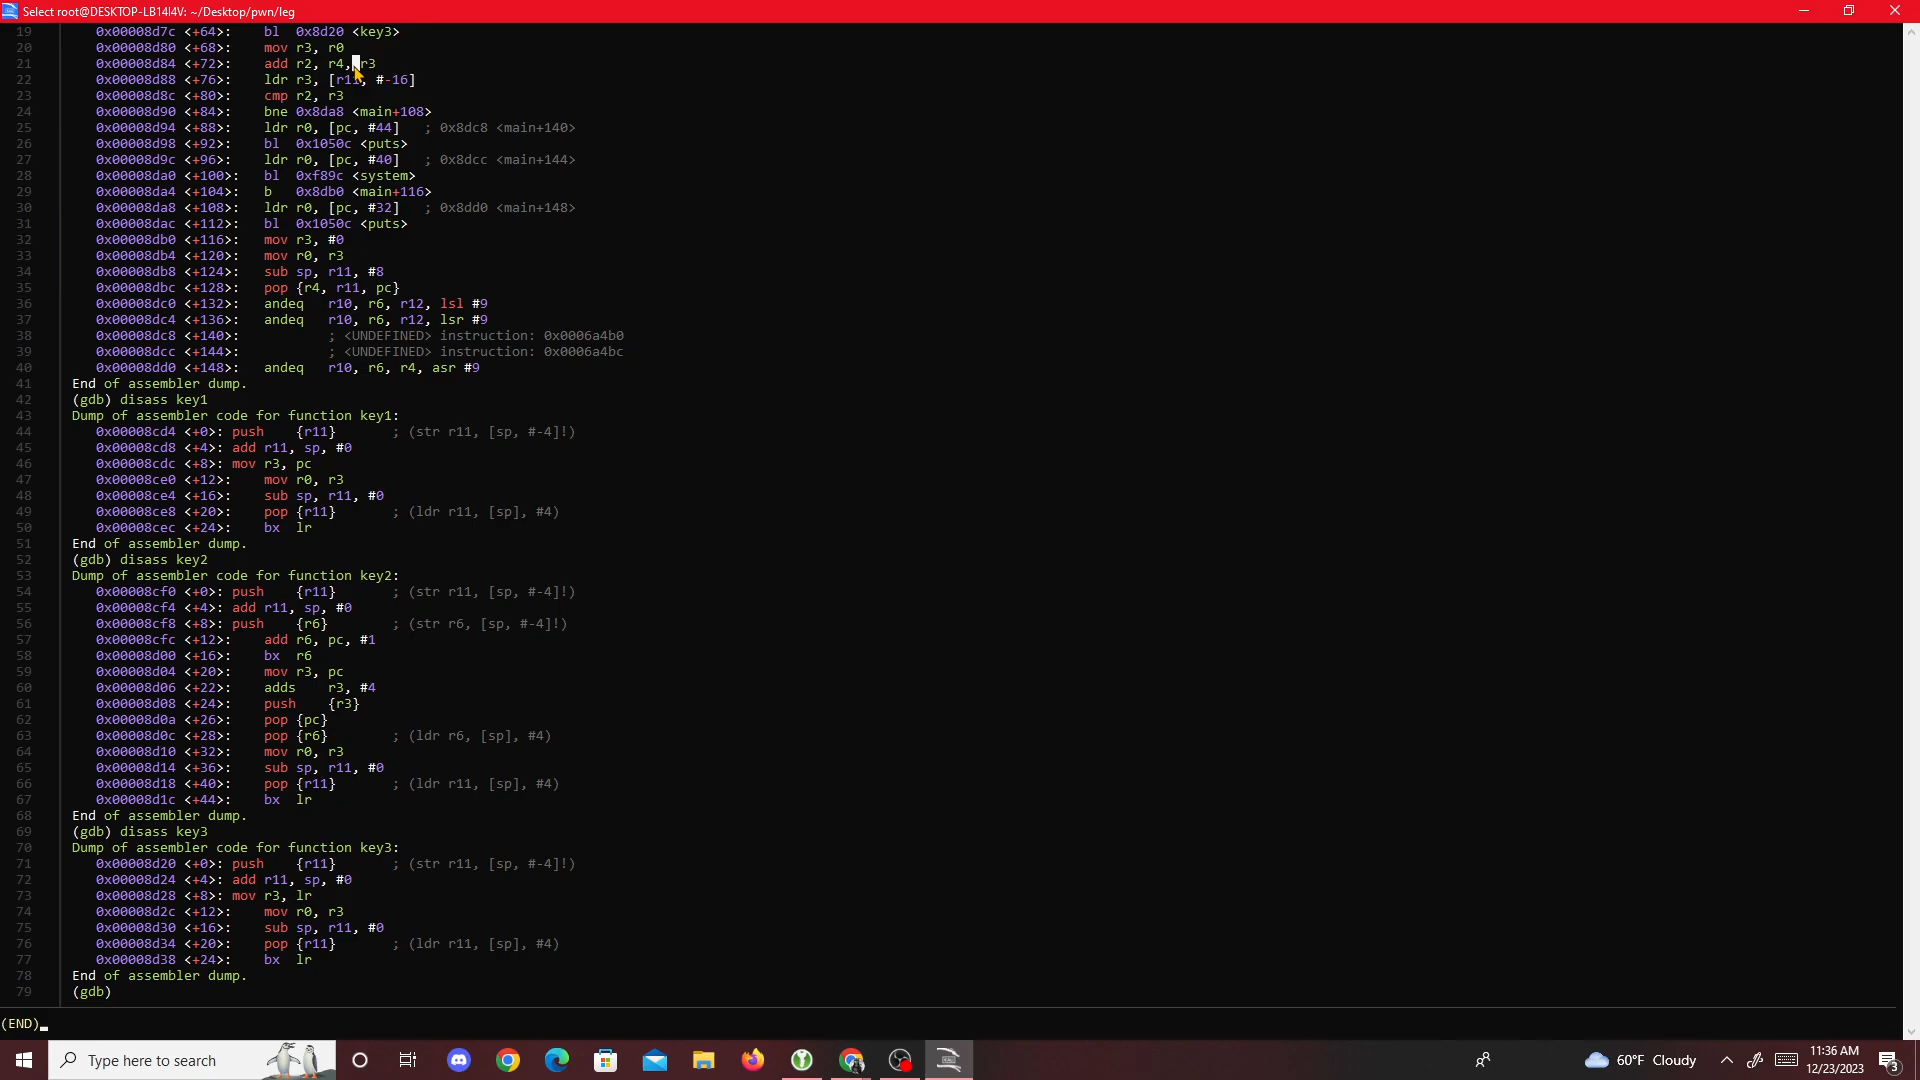 Select root@DESKTOP-LB14I4V: ~/Desktop/pwn/leg
19 0x00008d7c <+64>: bl 0x8d20 <key3>
20 0x00008d80 <+68>: mov r3, r0
21 0x00008d84 <+72>: add r2, r4, r3
22 0x00008d88 <+76>: ldr r3, [r11, #-16]
23 0x00008d8c <+80>: cmp r2, r3
24 0x00008d90 <+84>: bne 0x8da8 <main+108>
25 0x00008d94 <+88>: ldr r0, [pc, #44] ; 0x8dc8 <main+140>
26 0x00008d98 <+92>: bl 0x1050c <puts>
27 0x00008d9c <+96>: ldr r0, [pc, #40] ; 0x8dcc <main+144>
28 0x00008da0 <+100>: bl 0xf89c <system>
29 0x00008da4 <+104>: b 0x8db0 <main+116>
30 0x00008da8 <+108>: ldr r0, [pc, #32] ; 0x8dd0 <main+148>
31 0x00008dac <+112>: bl 0x1050c <puts>
32 0x00008db0 <+116>: mov r3, #0
33 0x00008db4 <+120>: mov r0, r3
34 0x00008db8 <+124>: sub sp, r11, #8
35 0x00008dbc <+128>: pop {r4, r11, pc}
36 0x00008dc0 <+132>: andeq r10, r6, r12, lsl #9
37 0x00008dc4 <+136>: andeq r10, r6, r12, lsr #9
38 0x00008dc8 <+140>: ; <UNDEFINED> instruction: 0x0006a4b0
39 0x00008dcc <+144>: ; <UNDEFINED> instruction: 0x0006a4bc
40 0x00008dd0 <+148>: andeq r10, r6, r4, asr #9
41 End of assembler dump.
42 (gdb) disass key1
43 Dump of assembler code for function key1:
44 0x00008cd4 <+0>: push {r11} ; (str r11, [sp, #-4]!)
45 0x00008cd8 <+4>: add r11, sp, #0
46 0x00008cdc <+8>: mov r3, pc
47 0x00008ce0 <+12>: mov r0, r3
48 0x00008ce4 <+16>: sub sp, r11, #0
49 0x00008ce8 <+20>: pop {r11} ; (ldr r11, [sp], #4)
50 0x00008cec <+24>: bx lr
51 End of assembler dump.
52 (gdb) disass key2
53 Dump of assembler code for function key2:
54 0x00008cf0 <+0>: push {r11} ; (str r11, [sp, #-4]!)
55 0x00008cf4 <+4>: add r11, sp, #0
56 0x00008cf8 <+8>: push {r6} ; (str r6, [sp, #-4]!)
57 0x00008cfc <+12>: add r6, pc, #1
58 0x00008d00 <+16>: bx r6
59 0x00008d04 <+20>: mov r3, pc
60 0x00008d06 <+22>: adds r3, #4
61 0x00008d08 <+24>: push {r3}
62 0x00008d0a <+26>: pop {pc}
63 0x00008d0c <+28>: pop {r6} ; (ldr r6, [sp], #4)
64 0x00008d10 <+32>: mov r0, r3
65 0x00008d14 <+36>: sub sp, r11, #0
66 0x00008d18 <+40>: pop {r11} ; (ldr r11, [sp], #4)
67 0x00008d1c <+44>: bx lr
68 End of assembler dump.
69 (gdb) disass key3
70 Dump of assembler code for function key3:
71 0x00008d20 <+0>: push {r11} ; (str r11, [sp, #-4]!)
72 0x00008d24 <+4>: add r11, sp, #0
73 0x00008d28 <+8>: mov r3, lr
74 0x00008d2c <+12>: mov r0, r3
75 0x00008d30 <+16>: sub sp, r11, #0
76 0x00008d34 <+20>: pop {r11} ; (ldr r11, [sp], #4)
77 0x00008d38 <+24>: bx lr
78 End of assembler dump.
79 (gdb)
(END)
Type here to search
60°F Cloudy
11:36 AM
12/23/2023
3